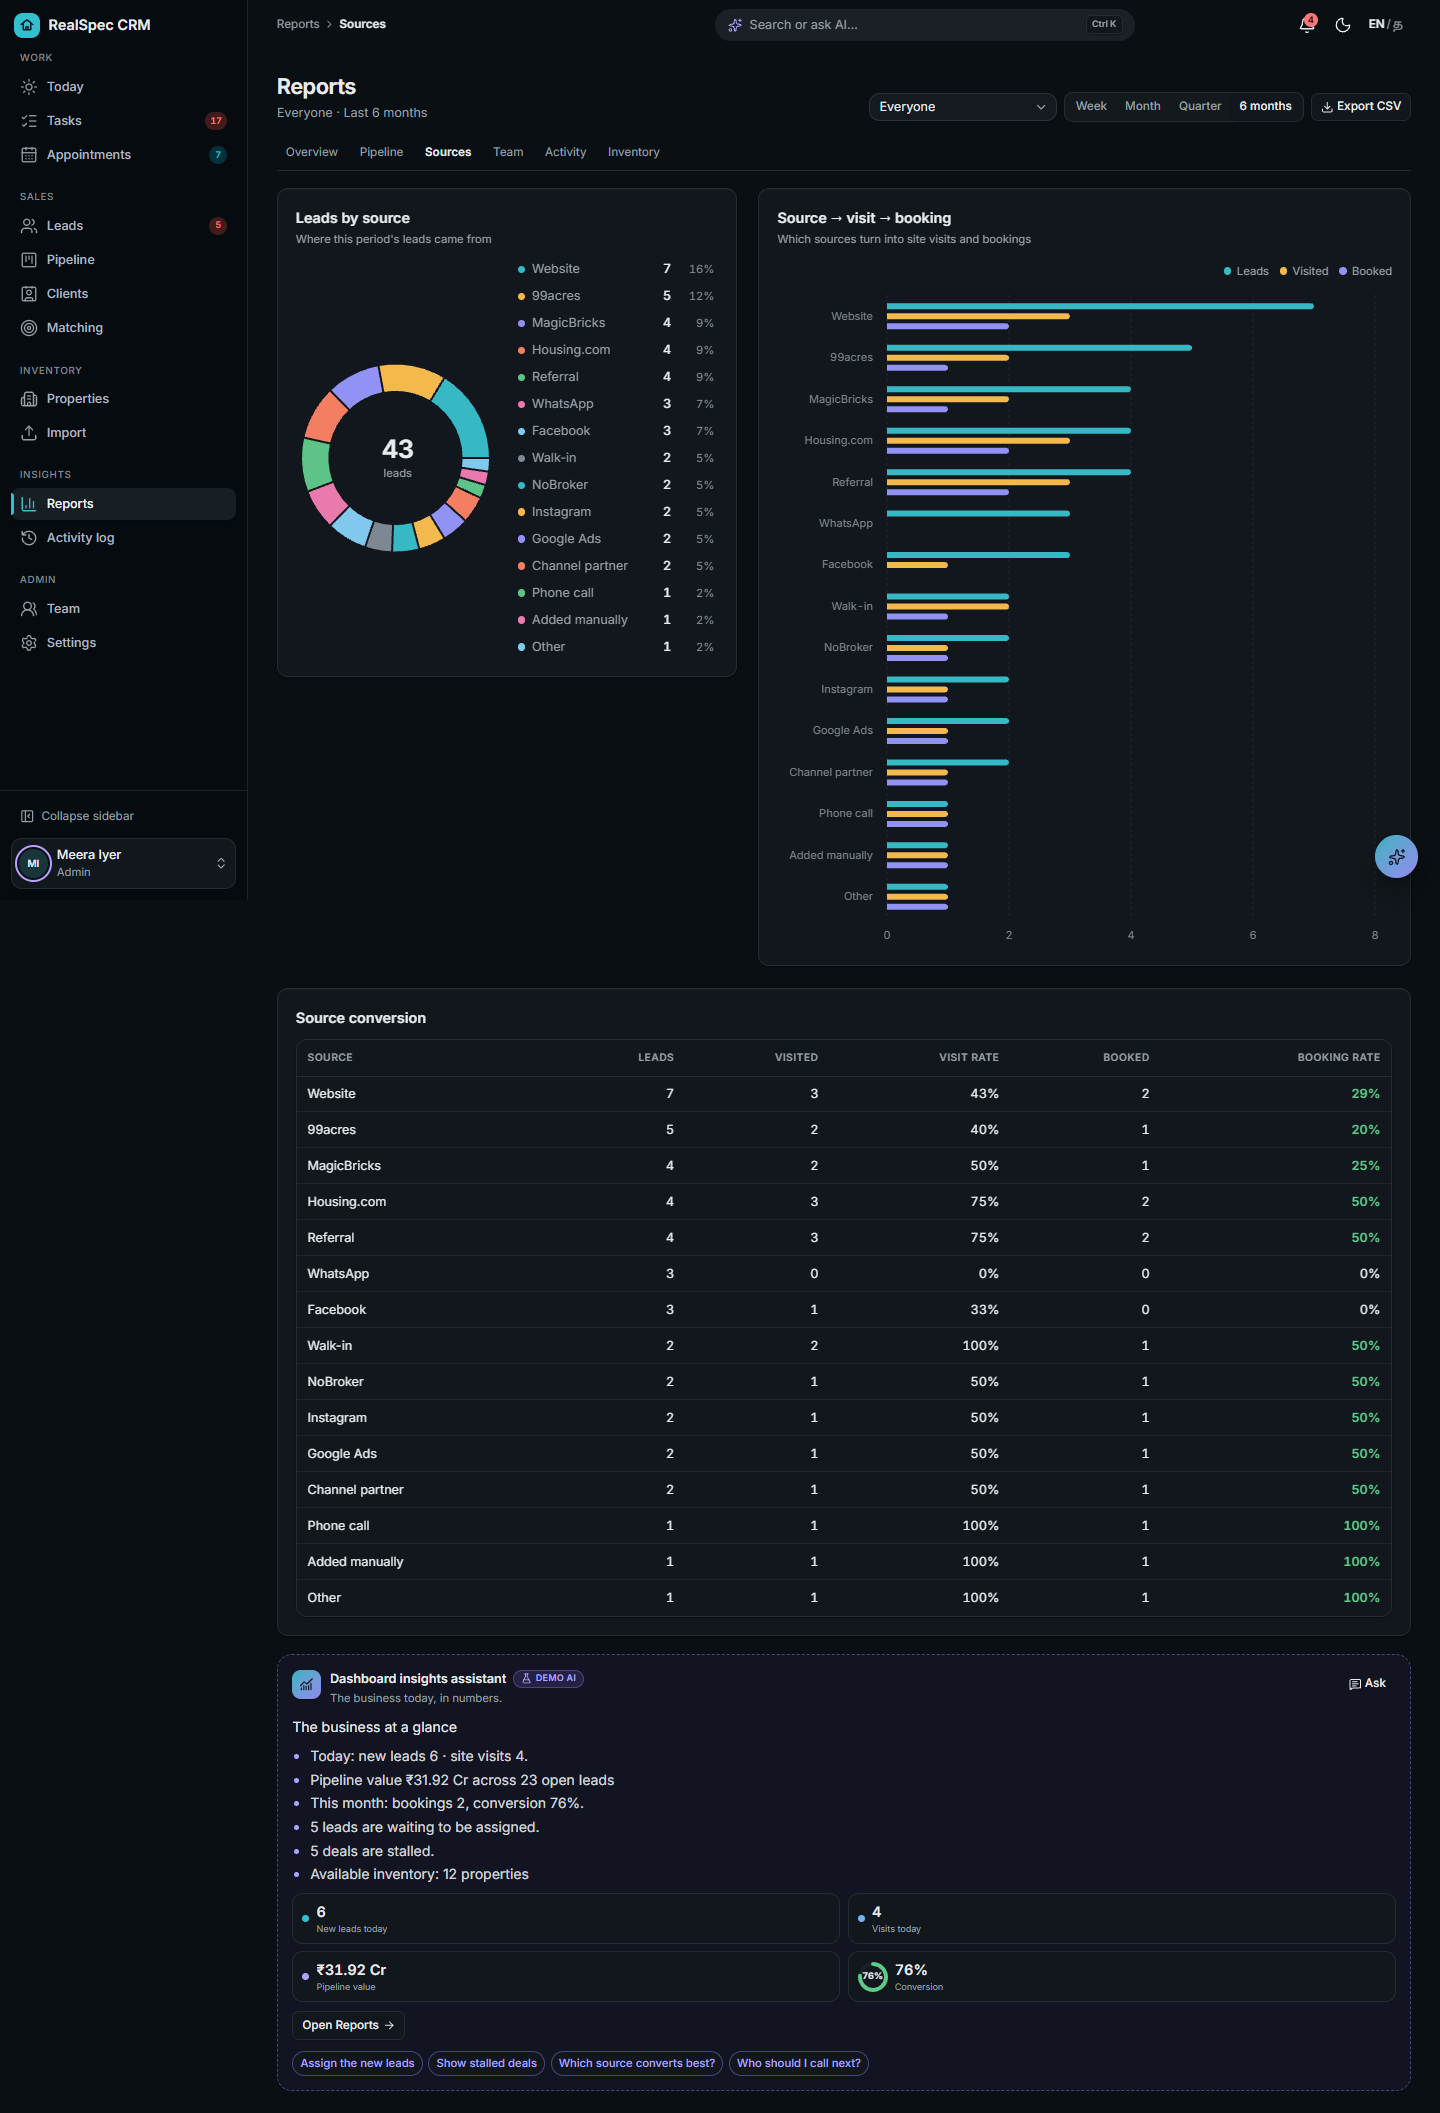 RealSpec CRM
WORK
Today
Tasks 17
Appointments 7
SALES
Leads 5
Pipeline
Clients
Matching
INVENTORY
Properties
Import
INSIGHTS
Reports
Activity log
ADMIN
Team
Settings
Collapse sidebar
MI
Meera Iyer
Admin
Reports > Sources
Search or ask AI... Ctrl K
4
EN / த
Reports
Everyone · Last 6 months
Everyone
Week Month Quarter 6 months
Export CSV
Overview Pipeline Sources Team Activity Inventory
Leads by source
Where this period's leads came from
43
leads
Website 7 16%
99acres 5 12%
MagicBricks 4 9%
Housing.com 4 9%
Referral 4 9%
WhatsApp 3 7%
Facebook 3 7%
Walk-in 2 5%
NoBroker 2 5%
Instagram 2 5%
Google Ads 2 5%
Channel partner 2 5%
Phone call 1 2%
Added manually 1 2%
Other 1 2%
Source → visit → booking
Which sources turn into site visits and bookings
Leads Visited Booked
Website
99acres
MagicBricks
Housing.com
Referral
WhatsApp
Facebook
Walk-in
NoBroker
Instagram
Google Ads
Channel partner
Phone call
Added manually
Other
0 2 4 6 8
Source conversion
SOURCE LEADS VISITED VISIT RATE BOOKED BOOKING RATE
Website 7 3 43% 2 29%
99acres 5 2 40% 1 20%
MagicBricks 4 2 50% 1 25%
Housing.com 4 3 75% 2 50%
Referral 4 3 75% 2 50%
WhatsApp 3 0 0% 0 0%
Facebook 3 1 33% 0 0%
Walk-in 2 2 100% 1 50%
NoBroker 2 1 50% 1 50%
Instagram 2 1 50% 1 50%
Google Ads 2 1 50% 1 50%
Channel partner 2 1 50% 1 50%
Phone call 1 1 100% 1 100%
Added manually 1 1 100% 1 100%
Other 1 1 100% 1 100%
Dashboard insights assistant DEMO AI
The business today, in numbers.
Ask
The business at a glance
• Today: new leads 6 · site visits 4.
• Pipeline value ₹31.92 Cr across 23 open leads
• This month: bookings 2, conversion 76%.
• 5 leads are waiting to be assigned.
• 5 deals are stalled.
• Available inventory: 12 properties
6
New leads today
4
Visits today
₹31.92 Cr
Pipeline value
76%
76%
Conversion
Open Reports →
Assign the new leads
Show stalled deals
Which source converts best?
Who should I call next?